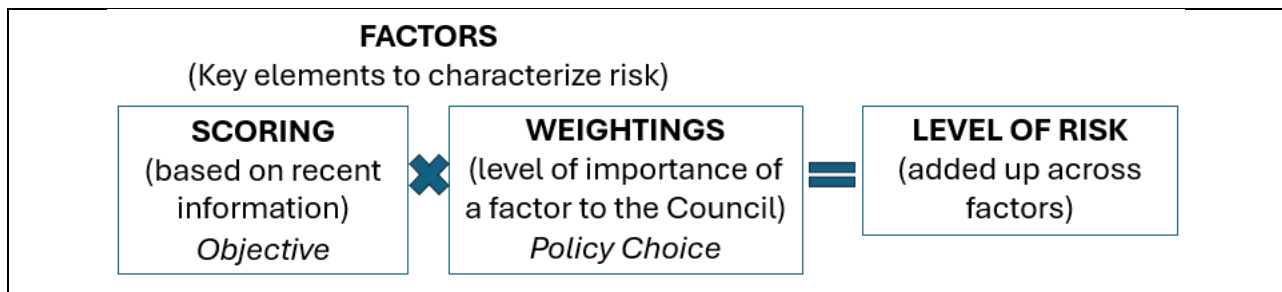 FACTORS
(Key elements to characterize risk)
SCORING
(based on recent
information)
Objective
WEIGHTINGS
(level of importance of
a factor to the Council)
Policy Choice
LEVEL OF RISK
(added up across
factors)